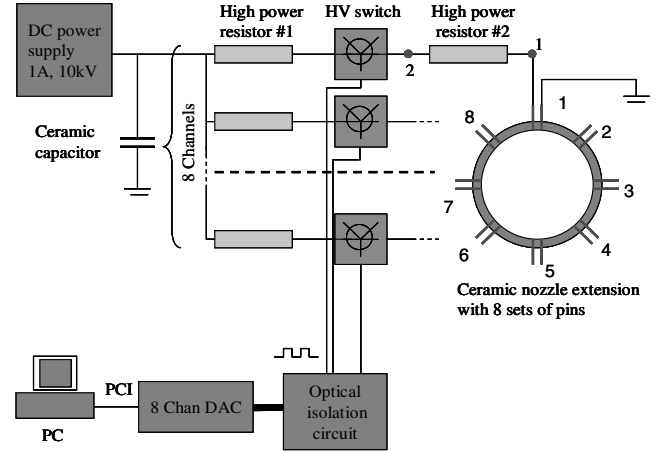 DC power
supply
1A, 10kV
High power
resistor #1
HV switch
High power
resistor #2
2
1
Ceramic
capacitor
8 Channels
1
2
3
4
5
6
7
8
Ceramic nozzle extension
with 8 sets of pins
PC
PCI
8 Chan DAC
Optical
isolation
circuit